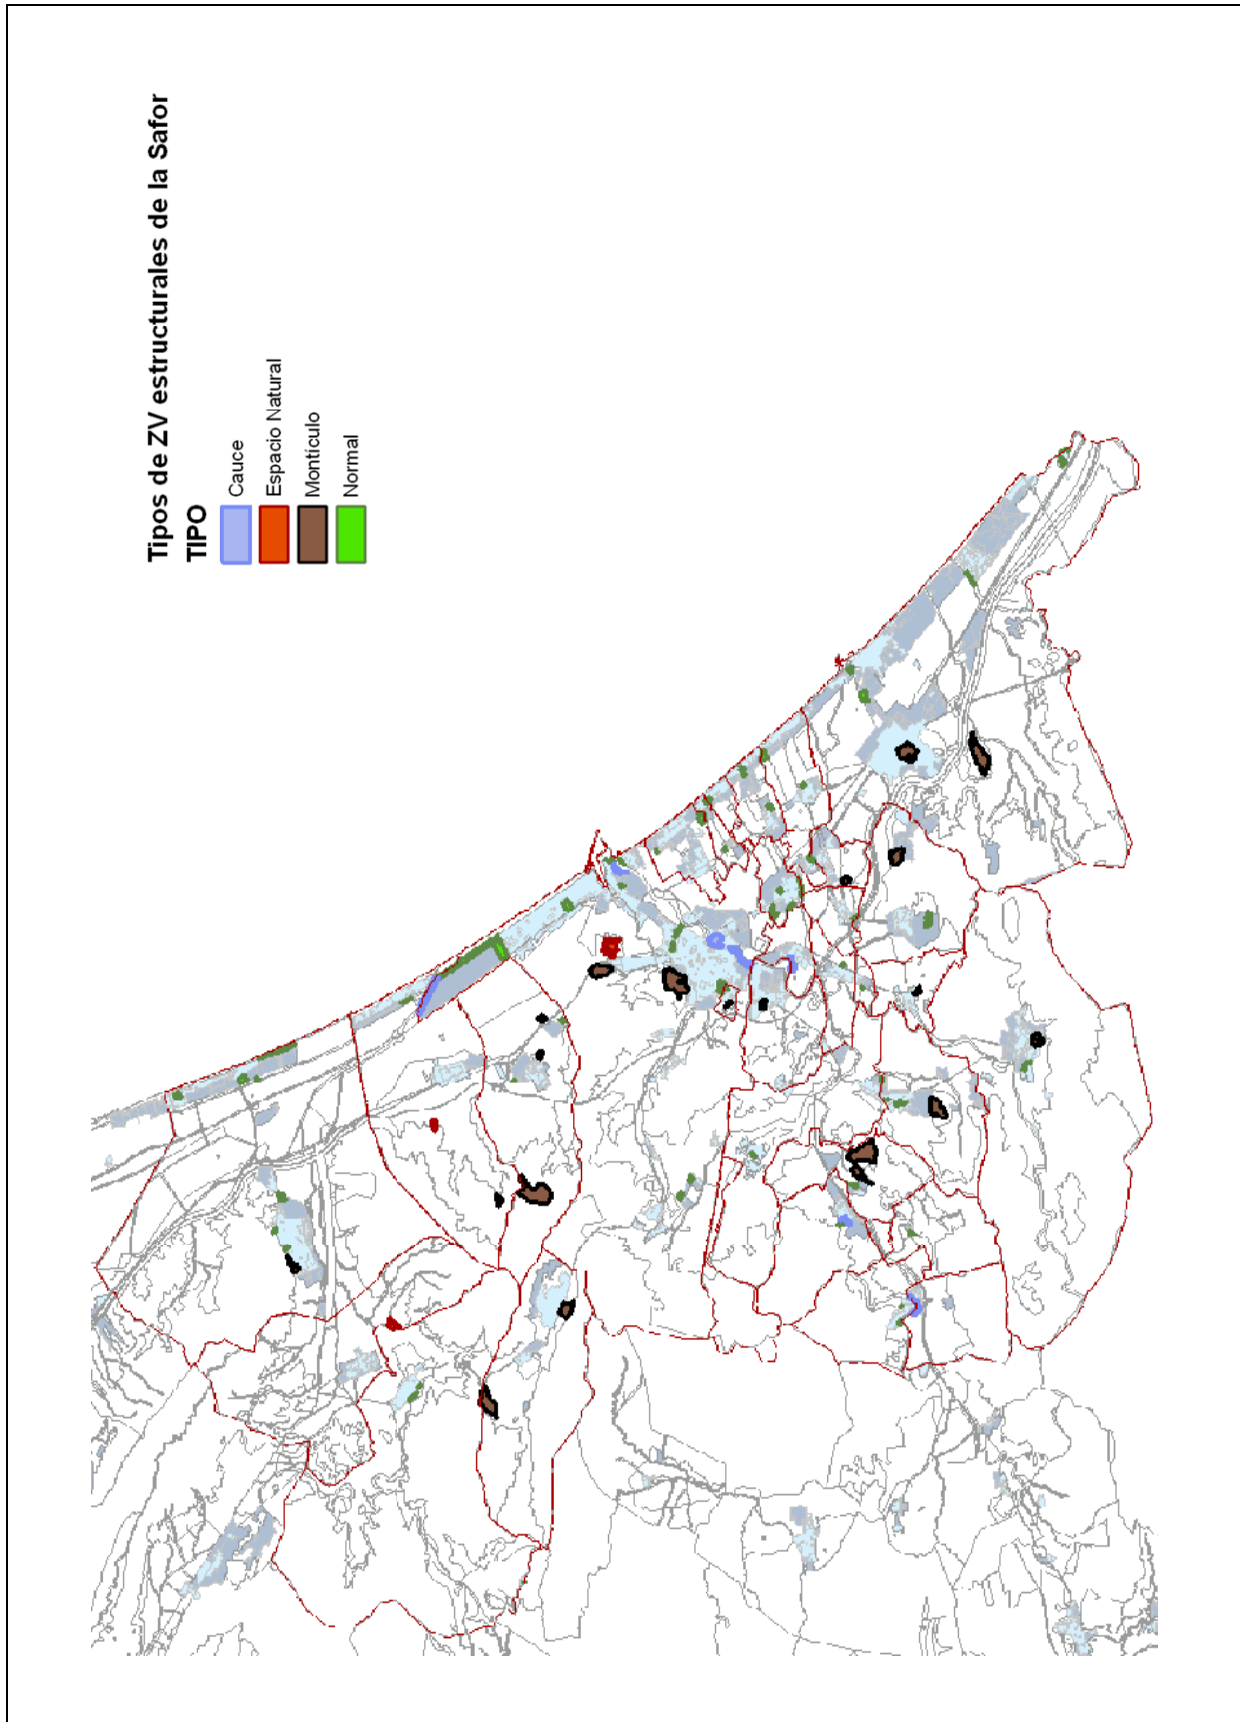 Tipos de ZV estructurales de la Safor
TIPO
Cauce
Espacio Natural
Montículo
Normal